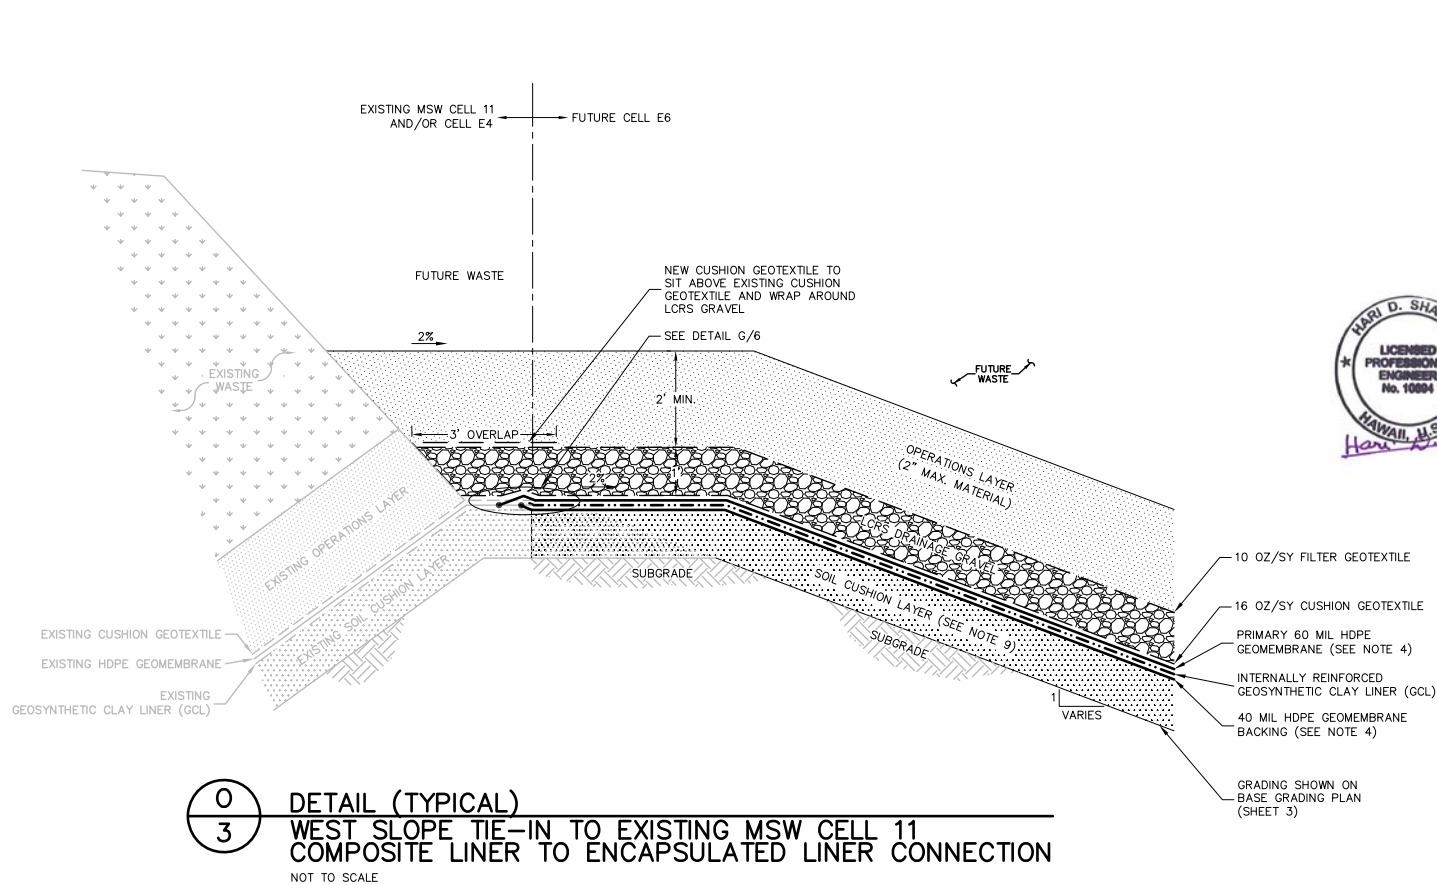 EXISTING MSW CELL 11
AND/OR CELL E4
FUTURE CELL E6
FUTURE WASTE
NEW CUSHION GEOTEXTILE TO
SIT ABOVE EXISTING CUSHION
GEOTEXTILE AND WRAP AROUND
LCRS GRAVEL
SEE DETAIL G/6
2%
EXISTING
WASTE
FUTURE
WASTE
2' MIN.
3' OVERLAP
1'
2%
OPERATIONS LAYER
(2" MAX. MATERIAL)
LCRS DRAINAGE GRAVEL
EXISTING OPERATIONS LAYER
EXISTING SOIL CUSHION LAYER
SUBGRADE
SOIL CUSHION LAYER (SEE NOTE 9)
SUBGRADE
1
VARIES
EXISTING CUSHION GEOTEXTILE
EXISTING HDPE GEOMEMBRANE
EXISTING
GEOSYNTHETIC CLAY LINER (GCL)
10 OZ/SY FILTER GEOTEXTILE
16 OZ/SY CUSHION GEOTEXTILE
PRIMARY 60 MIL HDPE
GEOMEMBRANE (SEE NOTE 4)
INTERNALLY REINFORCED
GEOSYNTHETIC CLAY LINER (GCL)
40 MIL HDPE GEOMEMBRANE
BACKING (SEE NOTE 4)
GRADING SHOWN ON
BASE GRADING PLAN
(SHEET 3)
HARI D. SHA
LICENSED
PROFESSION
ENGINEER
No. 10894
HAWAII, U.S
Hari D.
O
3
DETAIL (TYPICAL)
WEST SLOPE TIE-IN TO EXISTING MSW CELL 11
COMPOSITE LINER TO ENCAPSULATED LINER CONNECTION
NOT TO SCALE